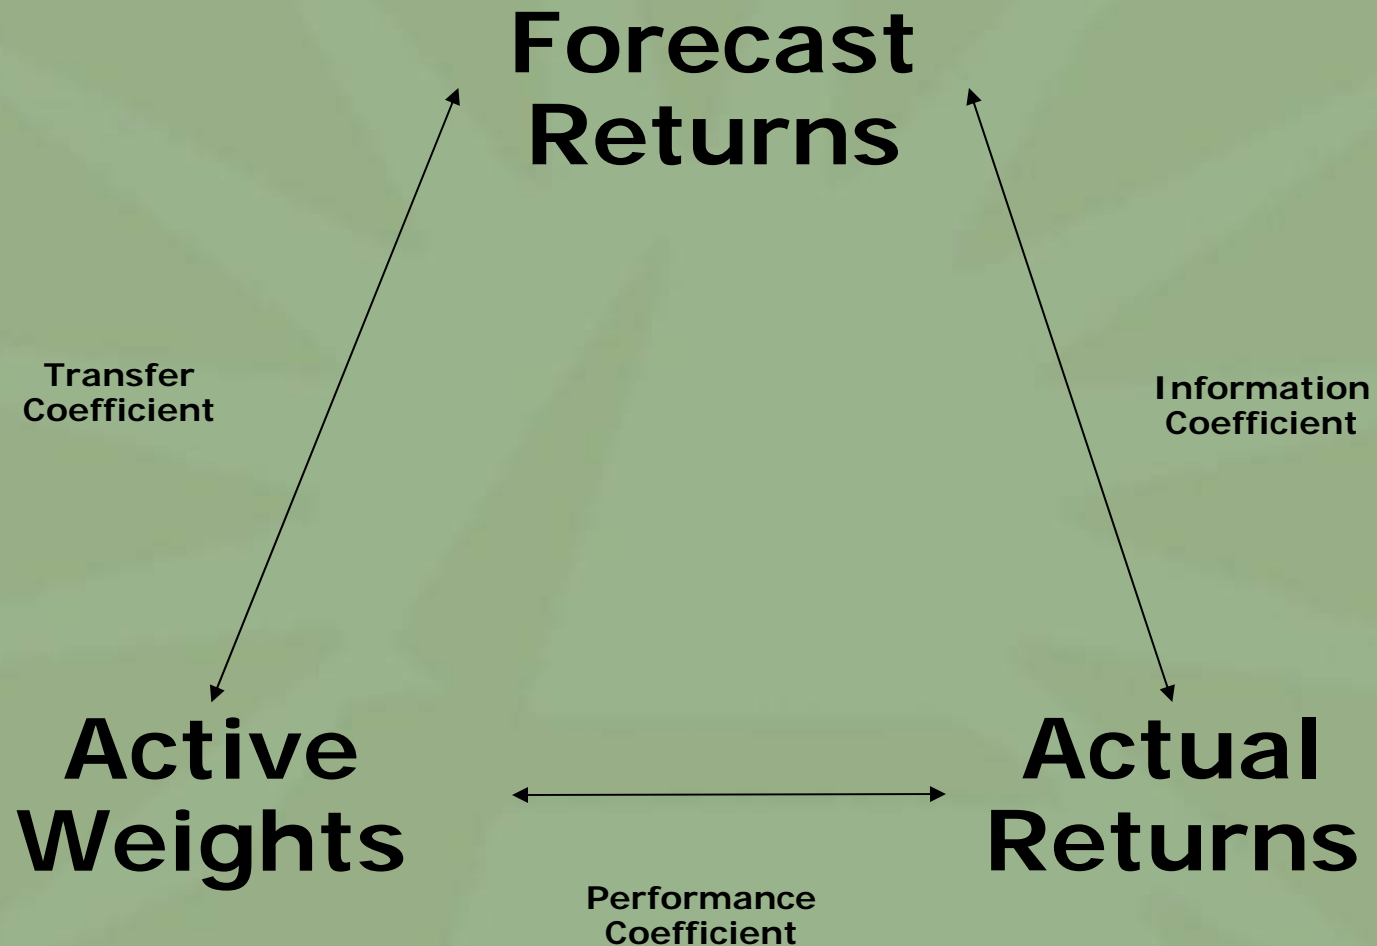 Forecast
Returns
Transfer
Coefficient
Information
Coefficient
Active
Weights
Actual
Returns
Performance
Coefficient